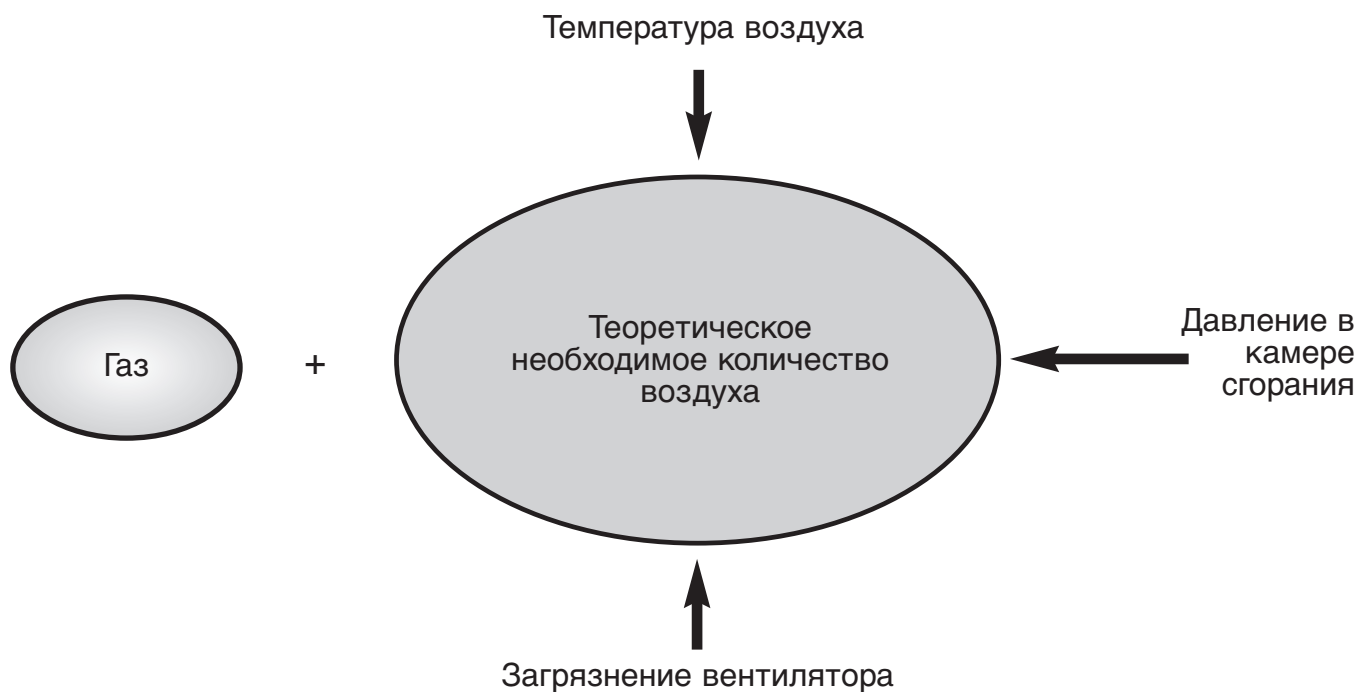 Температура воздуха
Газ
+
Теоретическое
необходимое количество
воздуха
Давление в
камере
сгорания
Загрязнение вентилятора